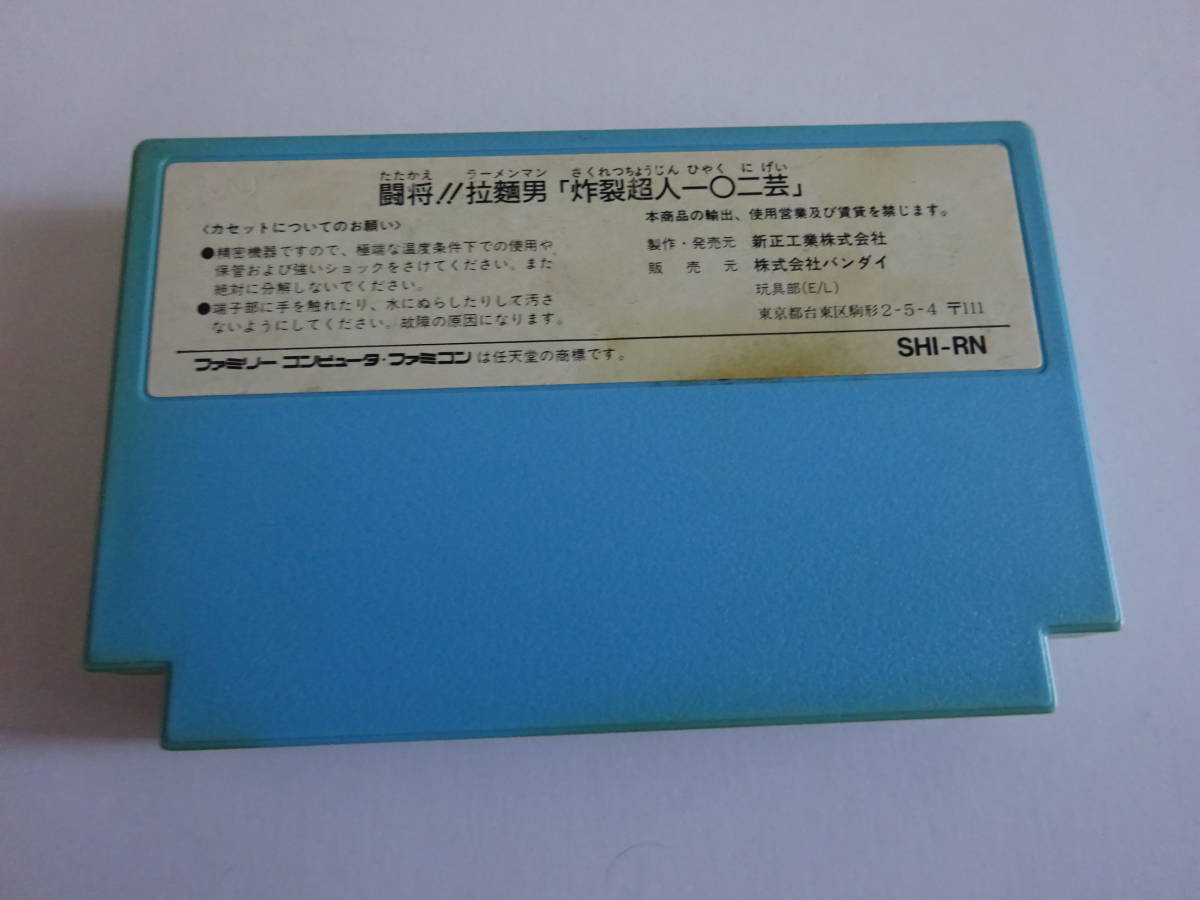 たたかえ ラーメンマン さくれつちょうじん ひゃく に げい
闘将!!拉麵男「炸裂超人一〇二芸」
〈カセットについてのお願い〉
●精密機器ですので、極端な温度条件下での使用や
保管および強いショックをさけてください。また
絶対に分解しないでください。
●端子部に手を触れたり、水にぬらしたりして汚さ
ないようにしてください。故障の原因になります。
本商品の輸出、使用営業及び賃貸を禁じます。
製作・発売元 新正工業株式会社
販売元 株式会社バンダイ
玩具部(E/L)
東京都台東区駒形2-5-4 〒111
ファミリーコンピュータ・ファミコンは任天堂の商標です。
SHI-RN